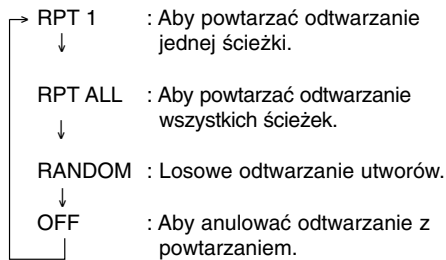 RPT 1 : Aby powtarzać odtwarzanie
jednej ścieżki.
RPT ALL : Aby powtarzać odtwarzanie
wszystkich ścieżek.
RANDOM : Losowe odtwarzanie utworów.
OFF : Aby anulować odtwarzanie z
powtarzaniem.